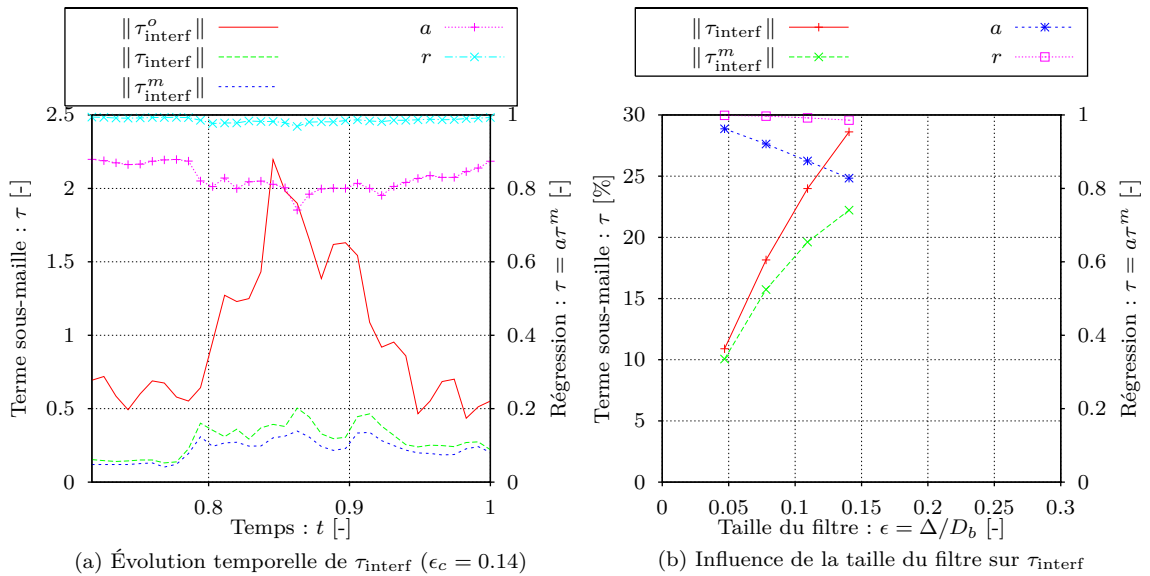 ‖τ^o_interf‖
‖τ_interf‖
‖τ^m_interf‖
a
r
2.5
2
1.5
1
0.5
0
1
0.8
0.6
0.4
0.2
0
0.8
0.9
1
Terme sous-maille : τ [-]
Régression : τ = aτ^m [-]
Temps : t [-]
(a) Évolution temporelle de τ_interf (ϵ_c = 0.14)
‖τ_interf‖
‖τ^m_interf‖
a
r
30
25
20
15
10
5
0
1
0.8
0.6
0.4
0.2
0
0
0.05
0.1
0.15
0.2
0.25
0.3
Terme sous-maille : τ [%]
Régression : τ = aτ^m [-]
Taille du filtre : ϵ = Δ/D_b [-]
(b) Influence de la taille du filtre sur τ_interf